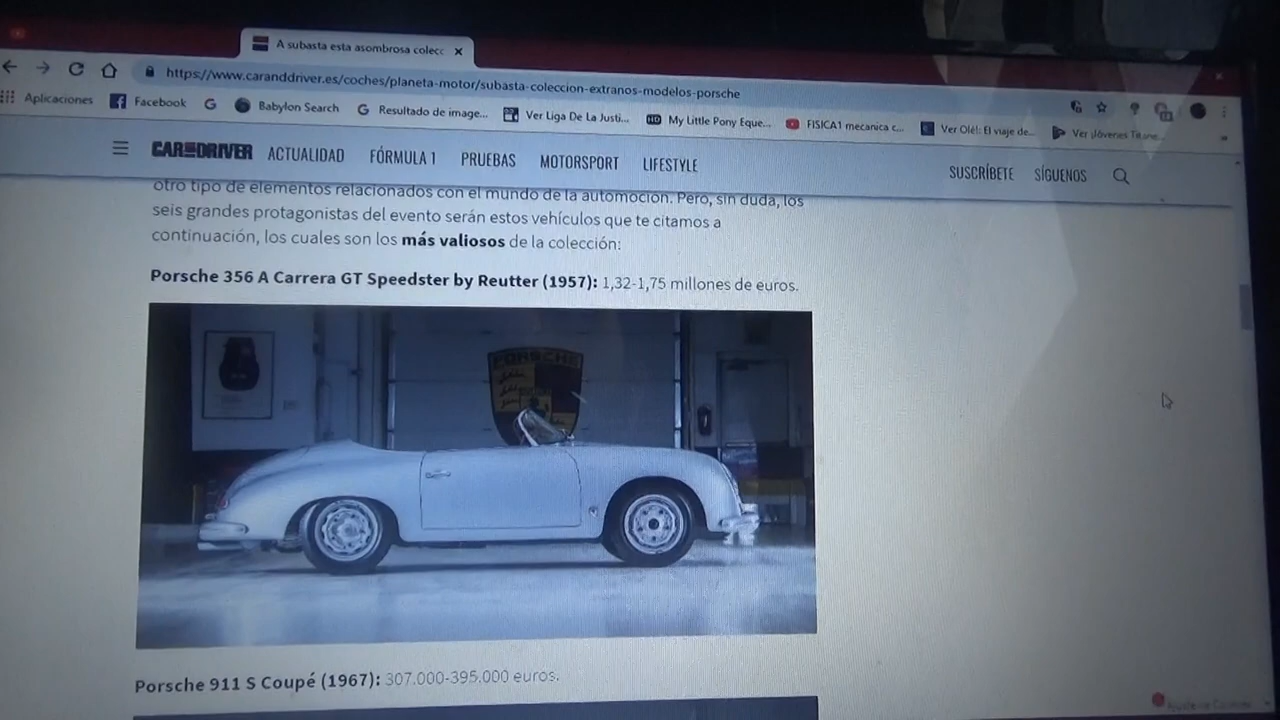 A subasta esta asombrosa colecc
https://www.caranddriver.es/coches/planeta-motor/subasta-coleccion-extranos-modelos-porsche
Aplicaciones Facebook Babylon Search Resultado de image... Ver Liga De La Justi... My Little Pony Eque... FISICA1 mecanica c... Ver Olé!: El viaje de... Ver ¡Jóvenes Titane...
CAR and DRIVER ACTUALIDAD FÓRMULA 1 PRUEBAS MOTORSPORT LIFESTYLE SUSCRÍBETE SÍGUENOS
otro tipo de elementos relacionados con el mundo de la automoción. Pero, sin duda, los
seis grandes protagonistas del evento serán estos vehículos que te citamos a
continuación, los cuales son los más valiosos de la colección:
Porsche 356 A Carrera GT Speedster by Reutter (1957): 1,32-1,75 millones de euros.
PORSCHE
Porsche 911 S Coupé (1967): 307.000-395.000 euros.